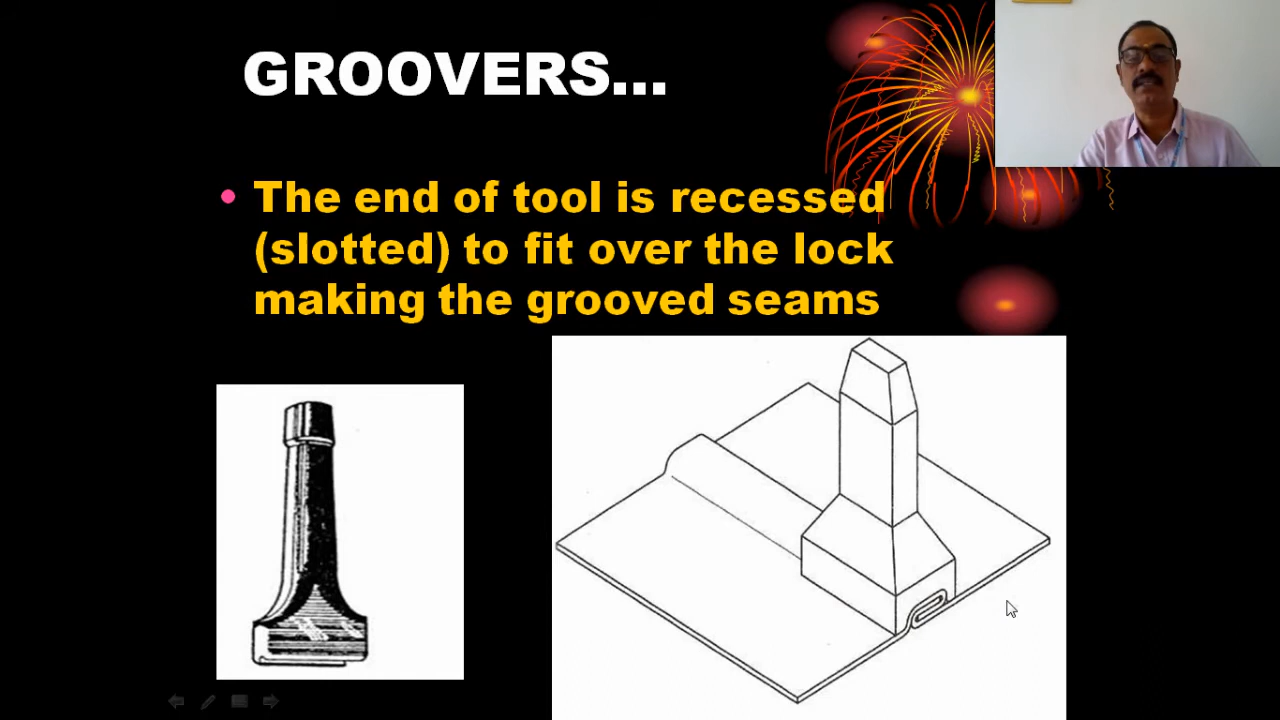 GROOVERS...
• The end of tool is recessed
(slotted) to fit over the lock
making the grooved seams